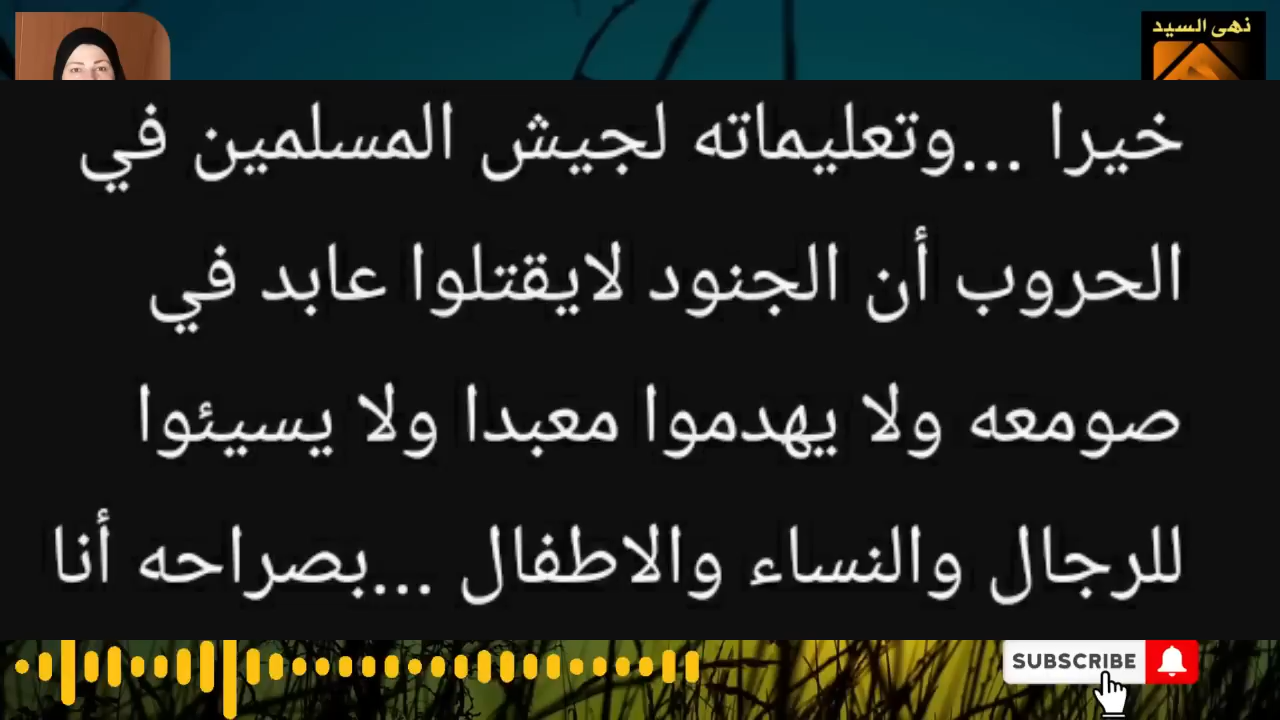 نهى السيد
خيرا ...وتعليماته لجيش المسلمين في
الحروب أن الجنود لايقتلوا عابد في
صومعه ولا يهدموا معبدا ولا يسيئوا
للرجال والنساء والاطفال ...بصراحه أنا
SUBSCRIBE